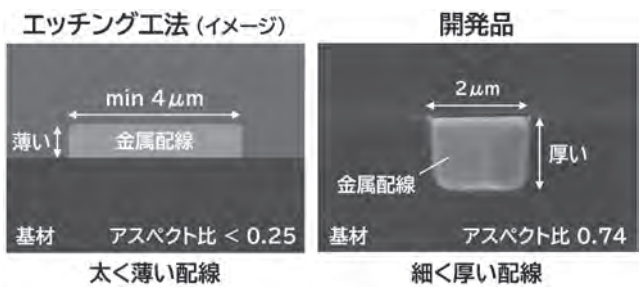 エッチング工法（イメージ）
min 4μm
薄い
金属配線
基材
アスペクト比 < 0.25
太く薄い配線
開発品
2μm
厚い
金属配線
基材
アスペクト比 0.74
細く厚い配線